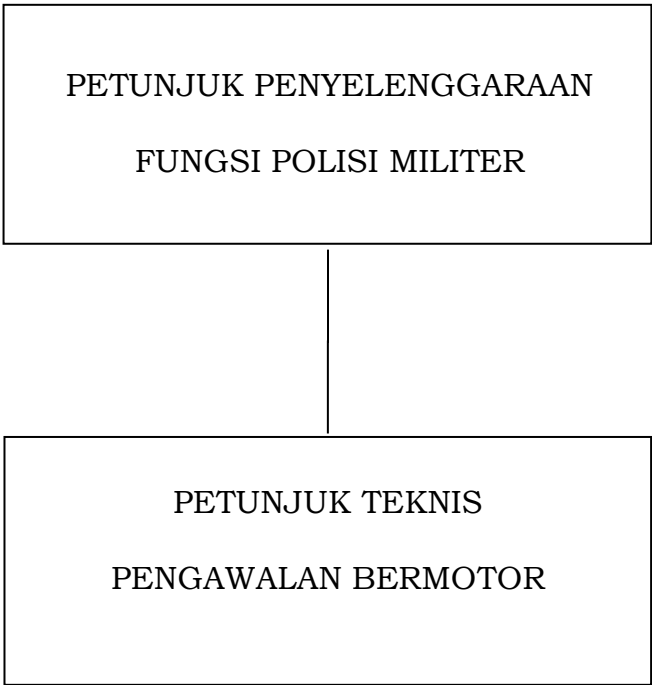 PETUNJUK PENYELENGGARAAN
FUNGSI POLISI MILITER
PETUNJUK TEKNIS
PENGAWALAN BERMOTOR